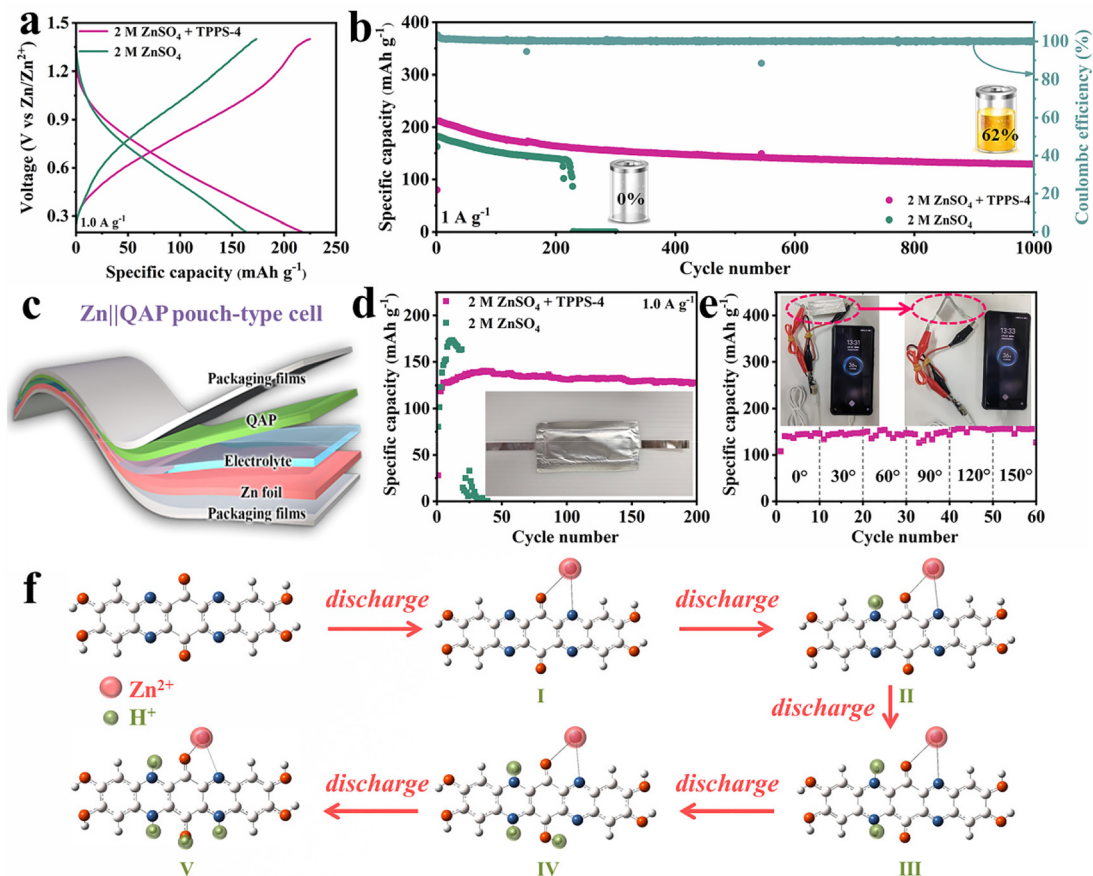 a
2 M ZnSO4 + TPPS-4
2 M ZnSO4
Voltage (V vs Zn/Zn2+)
1.5
1.2
0.9
0.6
0.3
1.0 A g-1
0 50 100 150 200 250
Specific capacity (mAh g-1)
b
Specific capacity (mAh g-1)
400
300
200
100
0
62%
0%
2 M ZnSO4 + TPPS-4
2 M ZnSO4
1 A g-1
0 200 400 600 800 1000
Cycle number
100
80
60
40
20
0
Coulombc efficiency (%)
c
Zn||QAP pouch-type cell
Packaging films
QAP
Electrolyte
Zn foil
Packaging films
d
2 M ZnSO4 + TPPS-4
1.0 A g-1
2 M ZnSO4
Specific capacity (mAh g-1)
200
150
100
50
0
0 50 100 150 200
Cycle number
e
Specific capacity (mAh g-1)
400
300
200
100
0
13:31
13:33
0° 30° 60° 90° 120° 150°
0 10 20 30 40 50 60
Cycle number
f
discharge
discharge
I
II
Zn2+
H+
discharge
discharge
discharge
V
IV
III